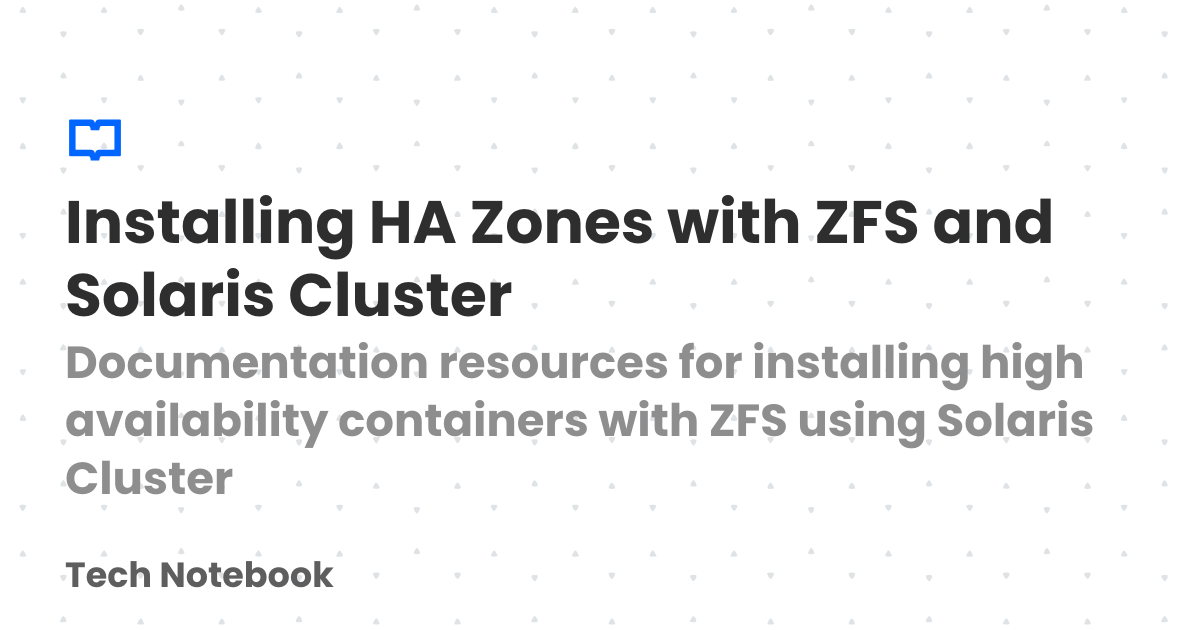 Installing HA Zones with ZFS and
Solaris Cluster
Documentation resources for installing high
availability containers with ZFS using Solaris
Cluster
Tech Notebook